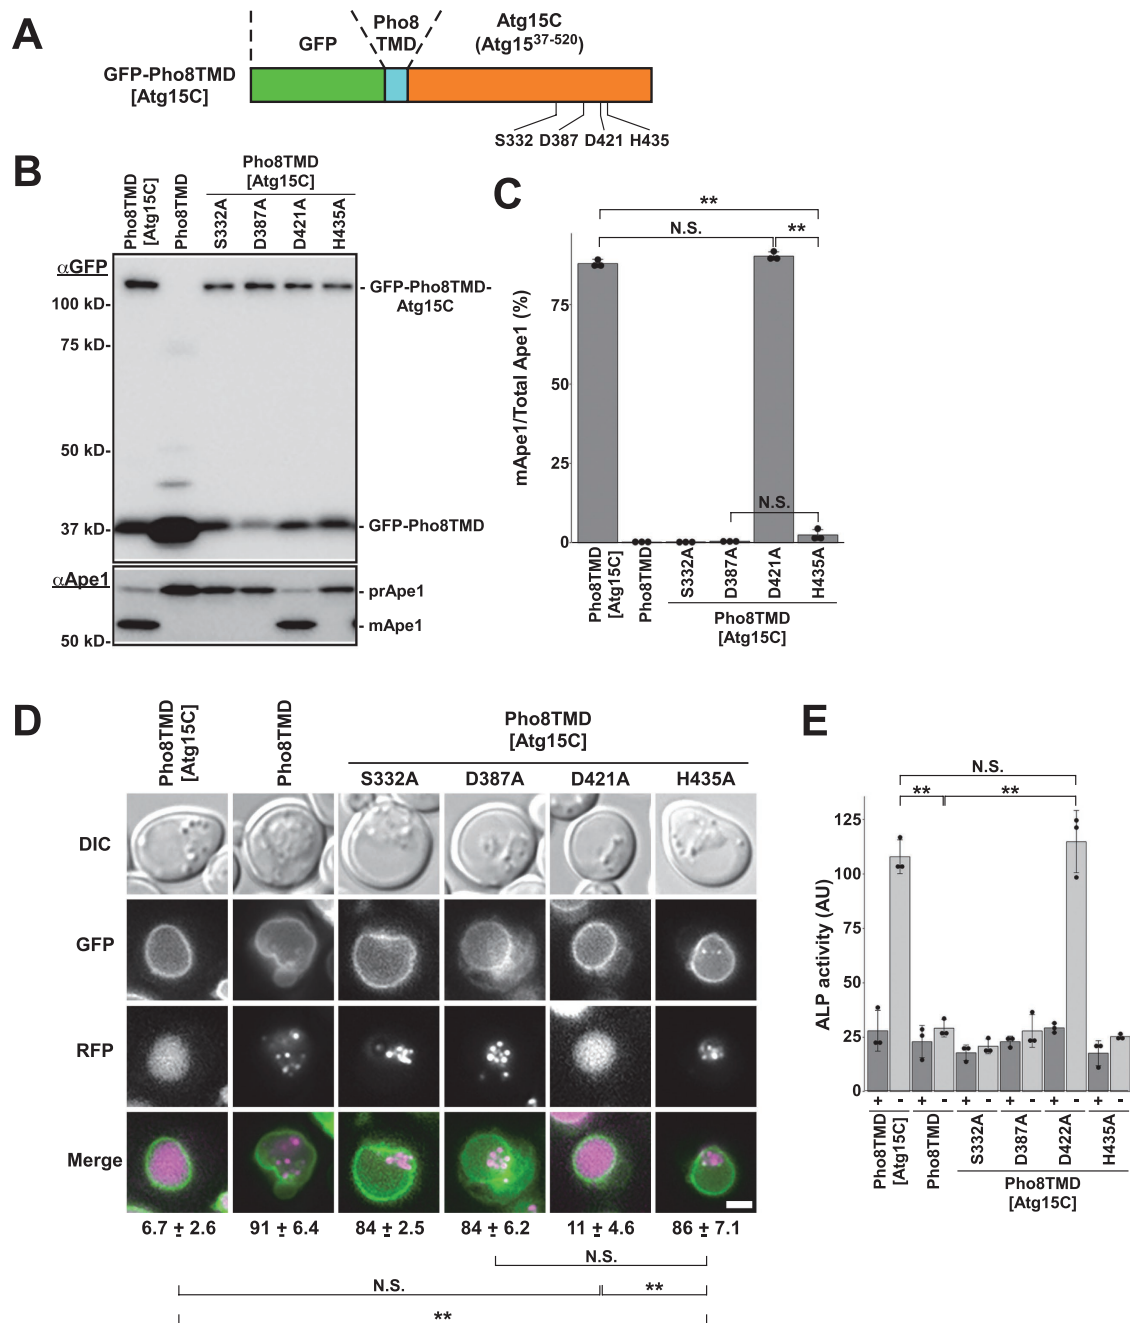 A
GFP
Pho8
TMD
Atg15C
(Atg15³⁷⁻⁵²⁰)
GFP-Pho8TMD
[Atg15C]
S332 D387 D421 H435
B
Pho8TMD
[Atg15C]
Pho8TMD
Pho8TMD
[Atg15C]
S332A
D387A
D421A
H435A
αGFP
100 kD-
75 kD-
50 kD-
37 kD-
- GFP-Pho8TMD-
Atg15C
- GFP-Pho8TMD
αApe1
50 kD-
- prApe1
- mApe1
C
**
N.S.
**
N.S.
mApe1/Total Ape1 (%)
75
50
25
0
Pho8TMD
[Atg15C]
Pho8TMD
S332A
D387A
D421A
H435A
Pho8TMD
[Atg15C]
D
Pho8TMD
[Atg15C]
Pho8TMD
Pho8TMD
[Atg15C]
S332A
D387A
D421A
H435A
DIC
GFP
RFP
Merge
6.7 ± 2.6
91 ± 6.4
84 ± 2.5
84 ± 6.2
11 ± 4.6
86 ± 7.1
N.S.
N.S.
**
**
E
N.S.
**
**
ALP activity (AU)
125
100
75
50
25
0
+ - + - + - + - + - + -
Pho8TMD
[Atg15C]
Pho8TMD
S332A
D387A
D422A
H435A
Pho8TMD
[Atg15C]